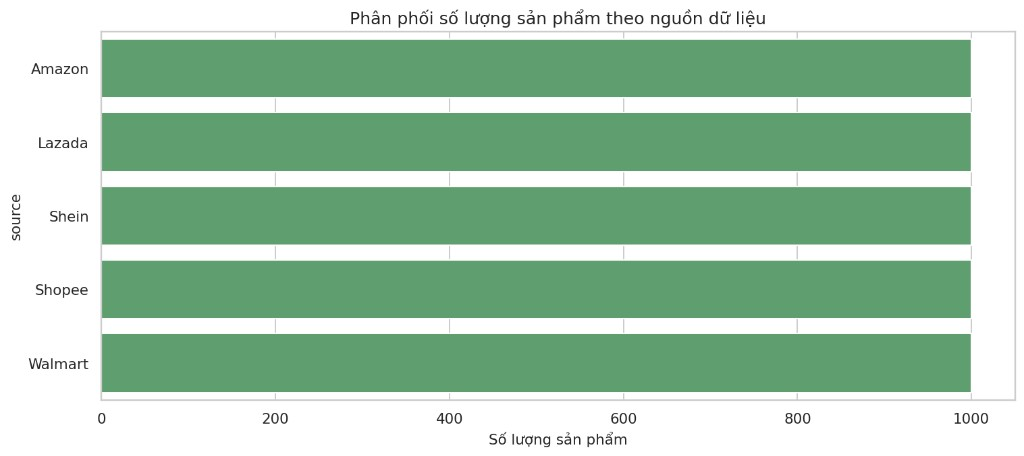 Phân phối số lượng sản phẩm theo nguồn dữ liệu
source
Amazon
Lazada
Shein
Shopee
Walmart
0 200 400 600 800 1000
Số lượng sản phẩm